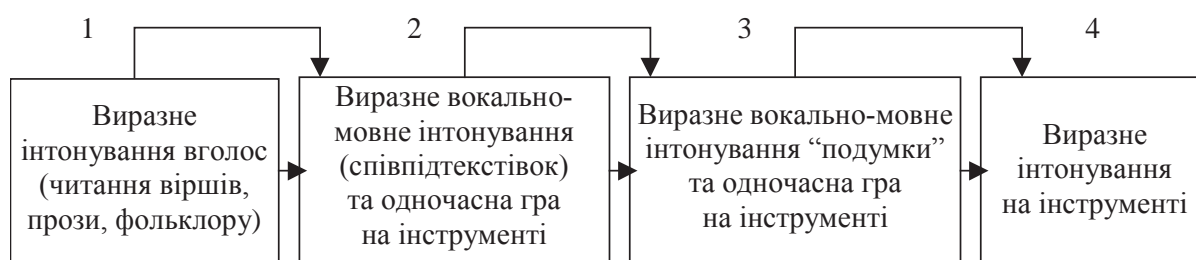 1 2 3 4
Виразне
інтонування вголос
(читання віршів,
прози, фольклору)
Виразне вокально-
мовне інтонування
(співпідтекстівок)
та одночасна гра
на інструменті
Виразне вокально-мовне
інтонування “подумки”
та одночасна гра
на інструменті
Виразне
інтонування
на інструменті